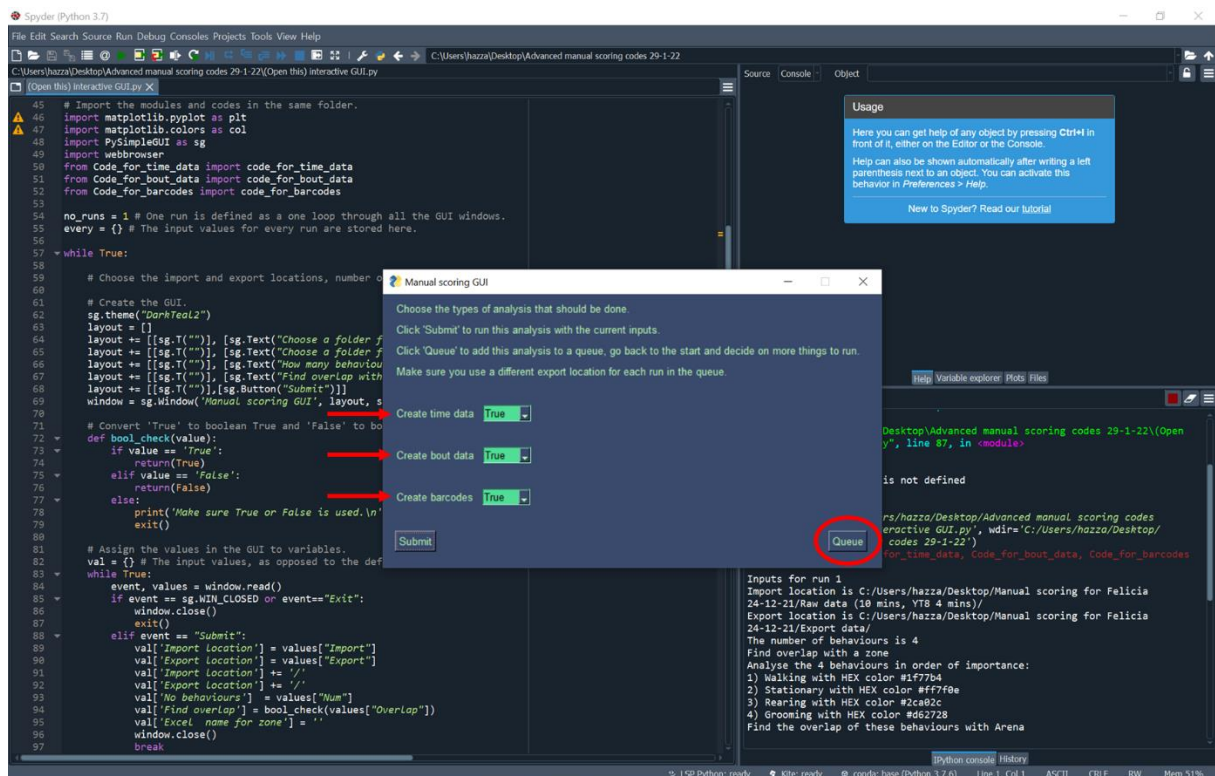 Spyder (Python 3.7)
File Edit Search Source Run Debug Consoles Projects Tools View Help
C:\Users\hazza\Desktop\Advanced manual scoring codes 29-1-22
C:\Users\hazza\Desktop\Advanced manual scoring codes 29-1-22\(Open this) interactive GUI.py
(Open this) interactive GUI.py
45 # Import the modules and codes in the same folder.
46 import matplotlib.pyplot as plt
47 import matplotlib.colors as col
48 import PySimpleGUI as sg
49 import webbrowser
50 from Code_for_time_data import code_for_time_data
51 from Code_for_bout_data import code_for_bout_data
52 from Code_for_barcodes import code_for_barcodes
53
54 no_runs = 1 # One run is defined as a one loop through all the GUI windows.
55 every = {} # The input values for every run are stored here.
56
57 while True:
58
59 # Choose the import and export locations, number o
60
61 # Create the GUI.
62 sg.theme("DarkTeal2")
63 layout = []
64 layout += [[sg.T("")], [sg.Text("Choose a folder f
65 layout += [[sg.T("")], [sg.Text("Choose a folder f
66 layout += [[sg.T("")], [sg.Text("How many behaviou
67 layout += [[sg.T("")], [sg.Text("Find overlap with
68 layout += [[sg.T("")],[sg.Button("Submit")]]
69 window = sg.Window('Manual scoring GUI', layout, s
70
71 # Convert 'True' to boolean True and 'False' to bo
72 def bool_check(value):
73 if value == 'True':
74 return(True)
75 elif value == 'False':
76 return(False)
77 else:
78 print('Make sure True or False is used.\n'
79 exit()
80
81 # Assign the values in the GUI to variables.
82 val = {} # The input values, as opposed to the def
83 while True:
84 event, values = window.read()
85 if event == sg.WIN_CLOSED or event=="Exit":
86 window.close()
87 exit()
88 elif event == "Submit":
89 val['Import location'] = values["Import"]
90 val['Export location'] = values["Export"]
91 val['Import location'] += '/'
92 val['Export location'] += '/'
93 val['No behaviours'] = values["Num"]
94 val['Find overlap'] = bool_check(values["Overlap"])
95 val['Excel name for zone'] = ''
96 window.close()
97 break
Manual scoring GUI
Choose the types of analysis that should be done.
Click 'Submit' to run this analysis with the current inputs.
Click 'Queue' to add this analysis to a queue, go back to the start and decide on more things to run.
Make sure you use a different export location for each run in the queue.
Create time data True
Create bout data True
Create barcodes True
Submit Queue
Source Console Object
Usage
Here you can get help of any object by pressing Ctrl+I in
front of it, either on the Editor or the Console.
Help can also be shown automatically after writing a left
parenthesis next to an object. You can activate this
behavior in Preferences > Help.
New to Spyder? Read our tutorial
Help Variable explorer Plots Files
Desktop\Advanced manual scoring codes 29-1-22\(Open
y", line 87, in <module>
is not defined
rs/hazza/Desktop/Advanced manual scoring codes
eractive GUI.py', wdir='C:/Users/hazza/Desktop/
codes 29-1-22')
for_time_data, Code_for_bout_data, Code_for_barcodes
Inputs for run 1
Import location is C:/Users/hazza/Desktop/Manual scoring for Felicia
24-12-21/Raw data (10 mins, YT8 4 mins)/
Export location is C:/Users/hazza/Desktop/Manual scoring for Felicia
24-12-21/Export data/
The number of behaviours is 4
Find overlap with a zone
Analyse the 4 behaviours in order of importance:
1) Walking with HEX color #1f77b4
2) Stationary with HEX color #ff7f0e
3) Rearing with HEX color #2ca02c
4) Grooming with HEX color #d62728
Find the overlap of these behaviours with Arena
IPython console History
LSP Python: ready Kite: ready conda: base (Python 3.7.6) Line 1, Col 1 ASCII CRLF RW Mem 51%